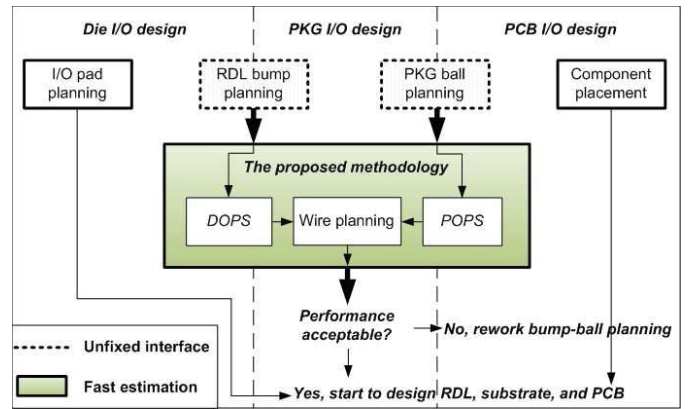 Die I/O design
PKG I/O design
PCB I/O design
I/O pad
planning
RDL bump
planning
PKG ball
planning
Component
placement
The proposed methodology
DOPS
Wire planning
POPS
Performance
acceptable?
No, rework bump-ball planning
Unfixed interface
Fast estimation
Yes, start to design RDL, substrate, and PCB